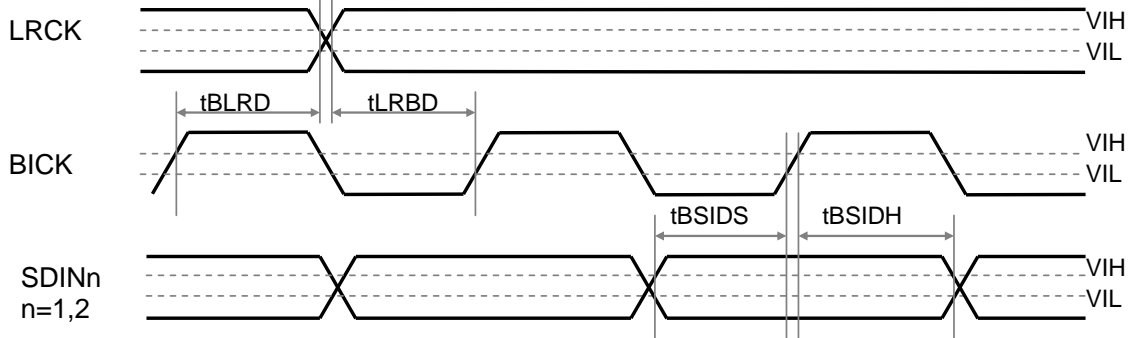 LRCK
VIH
VIL
tBLRD
tLRBD
BICK
VIH
VIL
tBSIDS
tBSIDH
SDINn
n=1,2
VIH
VIL